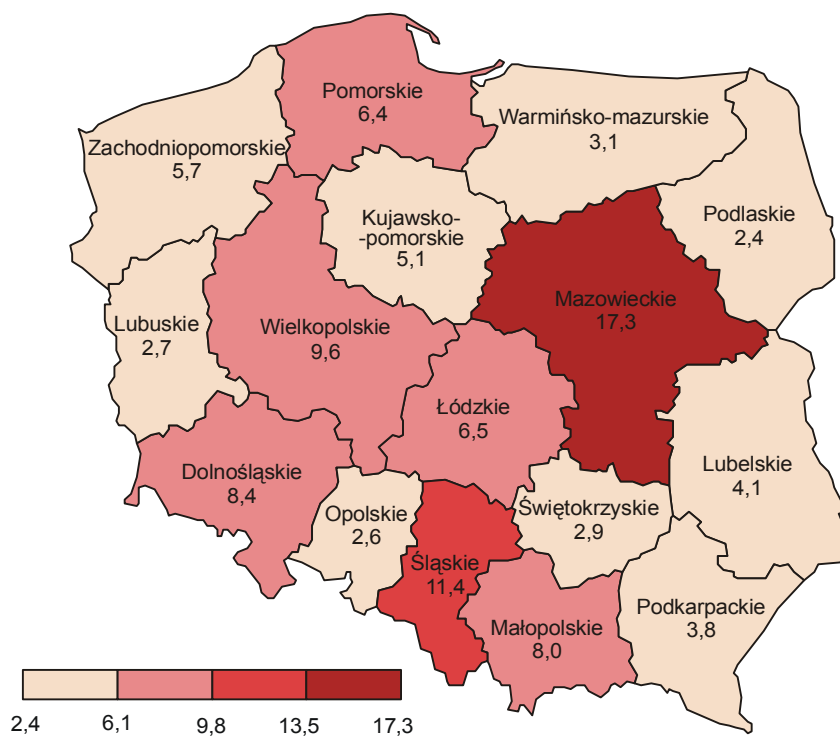 Pomorskie
6,4
Warmińsko-mazurskie
3,1
Zachodniopomorskie
5,7
Podlaskie
2,4
Kujawsko-
-pomorskie
5,1
Mazowieckie
17,3
Lubuskie
2,7
Wielkopolskie
9,6
Łódzkie
6,5
Lubelskie
4,1
Dolnośląskie
8,4
Opolskie
2,6
Świętokrzyskie
2,9
Śląskie
11,4
Podkarpackie
3,8
Małopolskie
8,0
2,4 6,1 9,8 13,5 17,3